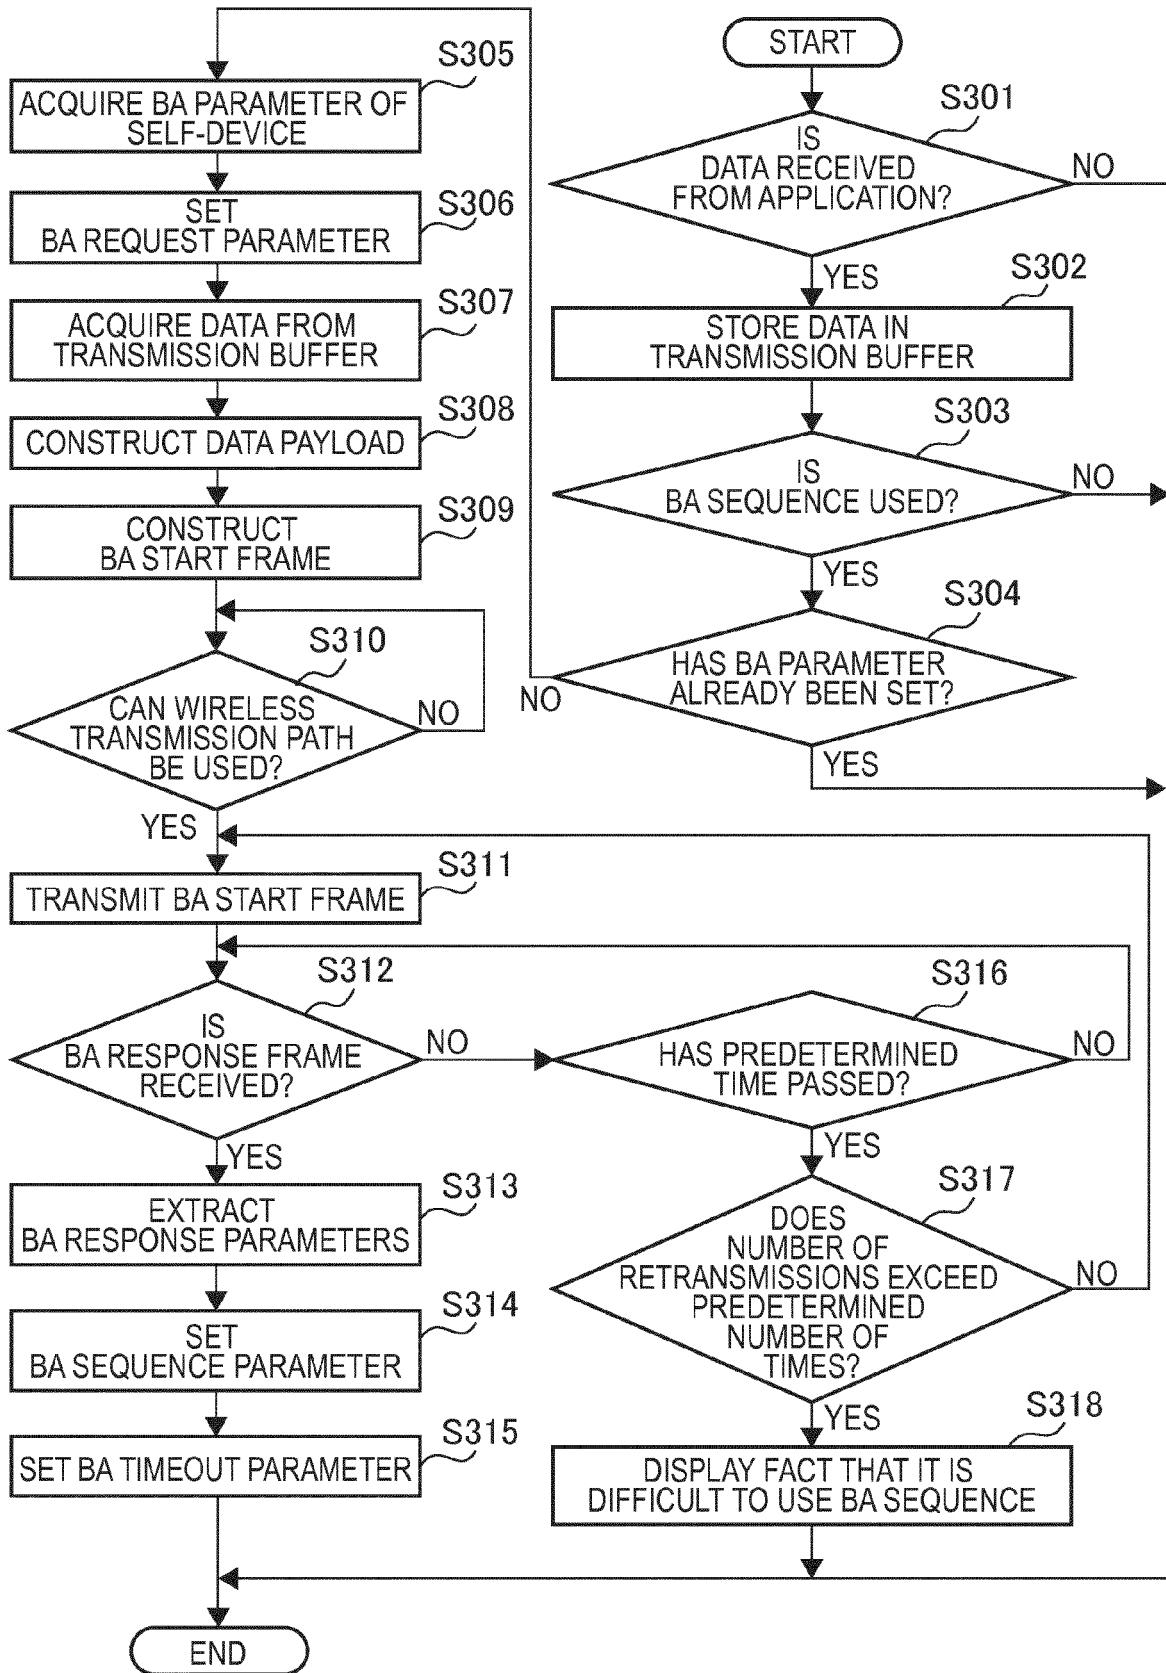 START
S301
IS
DATA RECEIVED
FROM APPLICATION?
NO
YES
S302
STORE DATA IN
TRANSMISSION BUFFER
S303
IS
BA SEQUENCE USED?
NO
YES
S304
HAS BA PARAMETER
ALREADY BEEN SET?
NO
YES
S305
ACQUIRE BA PARAMETER OF
SELF-DEVICE
S306
SET
BA REQUEST PARAMETER
S307
ACQUIRE DATA FROM
TRANSMISSION BUFFER
S308
CONSTRUCT DATA PAYLOAD
S309
CONSTRUCT
BA START FRAME
S310
CAN WIRELESS
TRANSMISSION PATH
BE USED?
NO
YES
S311
TRANSMIT BA START FRAME
S312
IS
BA RESPONSE FRAME
RECEIVED?
NO
YES
S313
EXTRACT
BA RESPONSE PARAMETERS
S314
SET
BA SEQUENCE PARAMETER
S315
SET BA TIMEOUT PARAMETER
S316
HAS PREDETERMINED
TIME PASSED?
NO
YES
S317
DOES
NUMBER OF
RETRANSMISSIONS EXCEED
PREDETERMINED
NUMBER OF
TIMES?
NO
YES
S318
DISPLAY FACT THAT IT IS
DIFFICULT TO USE BA SEQUENCE
END